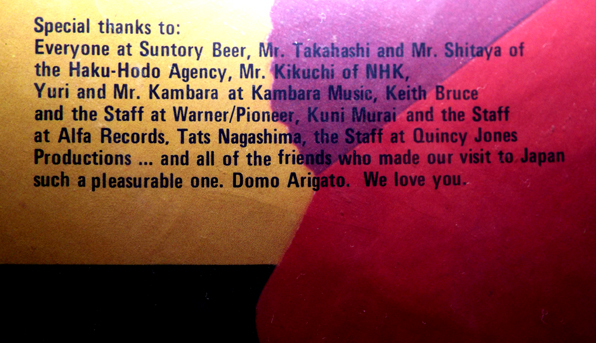 Special thanks to:
Everyone at Suntory Beer, Mr. Takahashi and Mr. Shitaya of
the Haku-Hodo Agency, Mr. Kikuchi of NHK,
Yuri and Mr. Kambara at Kambara Music, Keith Bruce
and the Staff at Warner/Pioneer, Kuni Murai and the Staff
at Alfa Records, Tats Nagashima, the Staff at Quincy Jones
Productions ... and all of the friends who made our visit to Japan
such a pleasurable one. Domo Arigato. We love you.